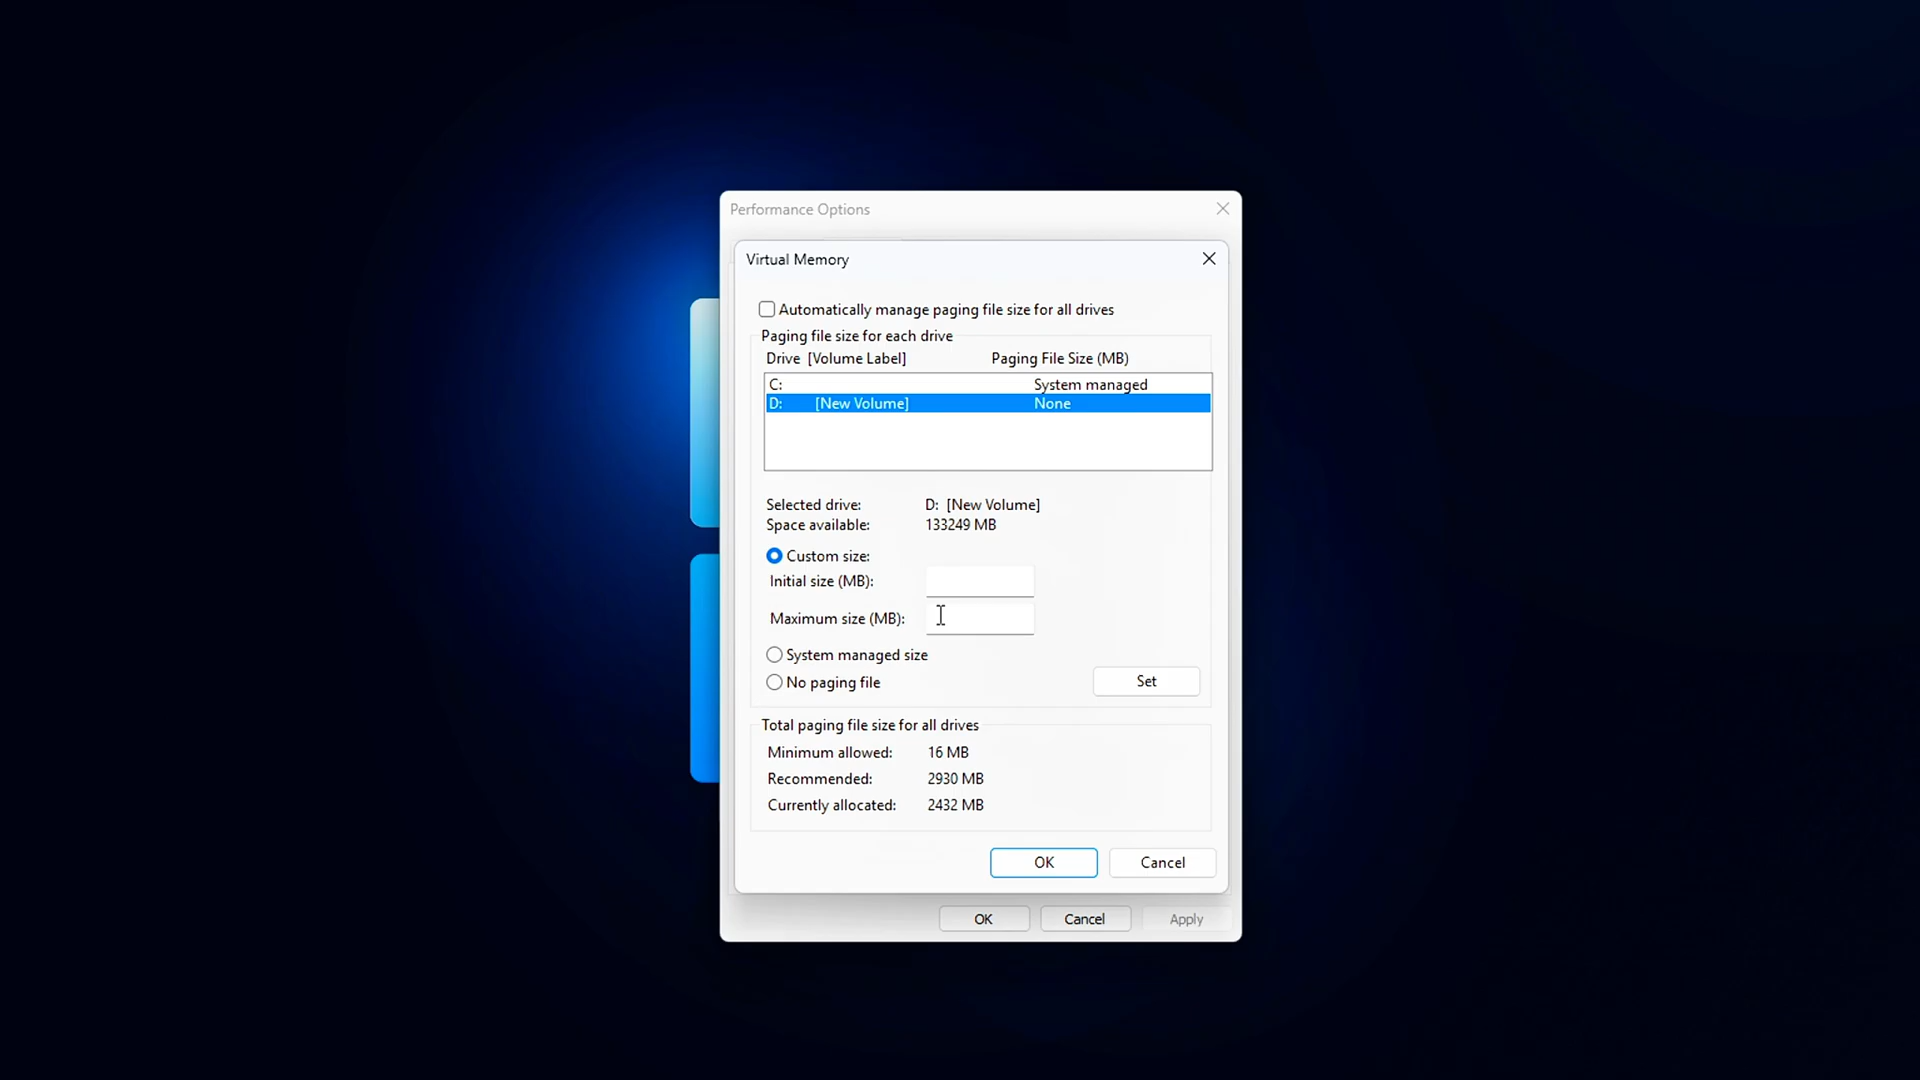 Performance Options
Virtual Memory
Automatically manage paging file size for all drives
Paging file size for each drive
Drive [Volume Label] Paging File Size (MB)
C: System managed
D: [New Volume] None
Selected drive: D: [New Volume]
Space available: 133249 MB
Custom size:
Initial size (MB):
Maximum size (MB):
System managed size
No paging file Set
Total paging file size for all drives
Minimum allowed: 16 MB
Recommended: 2930 MB
Currently allocated: 2432 MB
OK Cancel
OK Cancel Apply